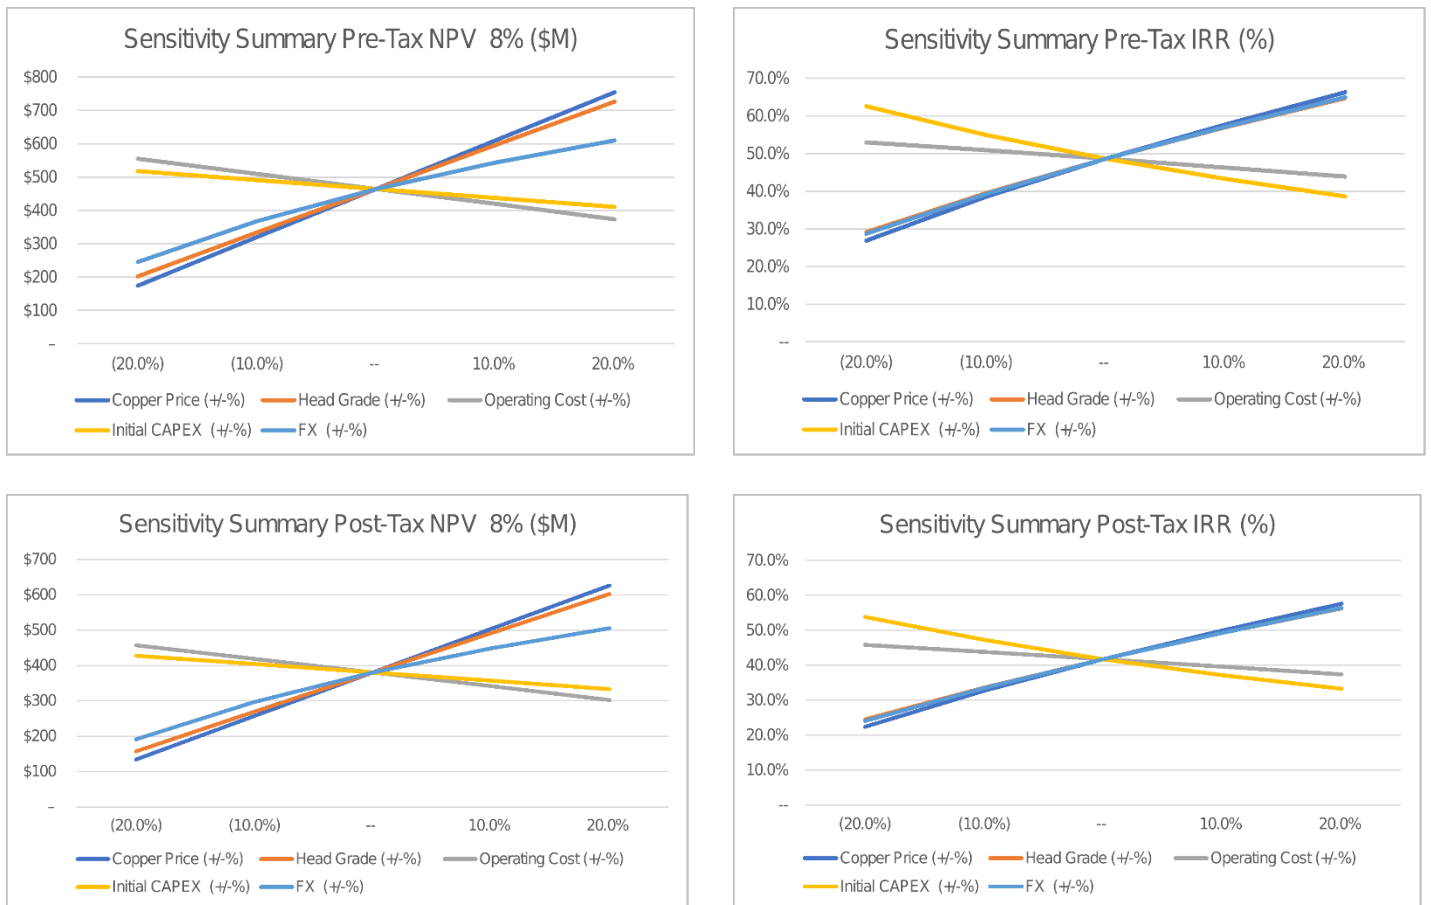 Sensitivity Summary Pre-Tax NPV 8% ($M)
$800
$700
$600
$500
$400
$300
$200
$100
–
(20.0%) (10.0%) -- 10.0% 20.0%
Copper Price (+/-%) Head Grade (+/-%) Operating Cost (+/-%)
Initial CAPEX (+/-%) FX (+/-%)
Sensitivity Summary Pre-Tax IRR (%)
70.0%
60.0%
50.0%
40.0%
30.0%
20.0%
10.0%
--
(20.0%) (10.0%) -- 10.0% 20.0%
Copper Price (+/-%) Head Grade (+/-%) Operating Cost (+/-%)
Initial CAPEX (+/-%) FX (+/-%)
Sensitivity Summary Post-Tax NPV 8% ($M)
$700
$600
$500
$400
$300
$200
$100
–
(20.0%) (10.0%) -- 10.0% 20.0%
Copper Price (+/-%) Head Grade (+/-%) Operating Cost (+/-%)
Initial CAPEX (+/-%) FX (+/-%)
Sensitivity Summary Post-Tax IRR (%)
70.0%
60.0%
50.0%
40.0%
30.0%
20.0%
10.0%
--
(20.0%) (10.0%) -- 10.0% 20.0%
Copper Price (+/-%) Head Grade (+/-%) Operating Cost (+/-%)
Initial CAPEX (+/-%) FX (+/-%)